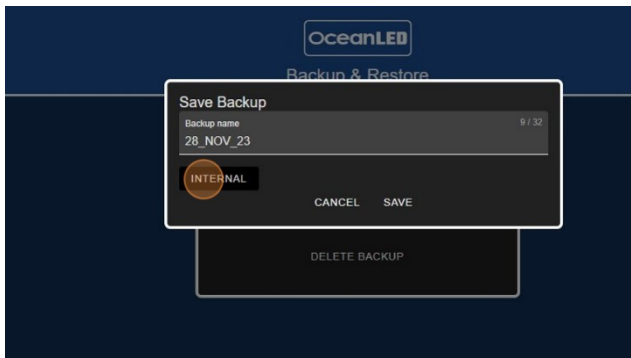 OceanLED
Backup & Restore
Save Backup
Backup name
9 / 32
28_NOV_23
INTERNAL
CANCEL SAVE
DELETE BACKUP